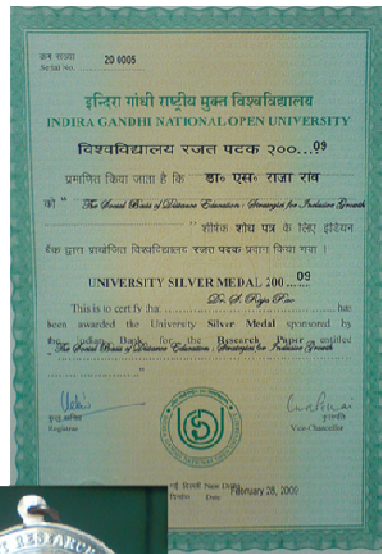 क्रम संख्या
Serial No. 200005
इन्दिरा गांधी राष्ट्रीय मुक्त विश्वविद्यालय
INDIRA GANDHI NATIONAL OPEN UNIVERSITY
विश्वविद्यालय रजत पदक २००...09
प्रमाणित किया जाता है कि डा० एस० राजा राव
को " The Social Basis of Distance Education : Strategies for Inclusive Growth
" शीर्षक शोध पत्र के लिए इंडियन
बैंक द्वारा प्रायोजित विश्वविद्यालय रजत पदक प्रदान किया गया ।
UNIVERSITY SILVER MEDAL 200...09
This is to certify that Dr. S. Raja Rao has
been awarded the University Silver Medal sponsored by
the Indian Bank for the Research Paper entitled
" The Social Basis of Distance Education : Strategies for Inclusive Growth
"
कुल सचिव
Registrar
कुलपति
Vice-Chancellor
नई दिल्ली New Delhi
दिनांक Date February 28, 2009
RESEARCH